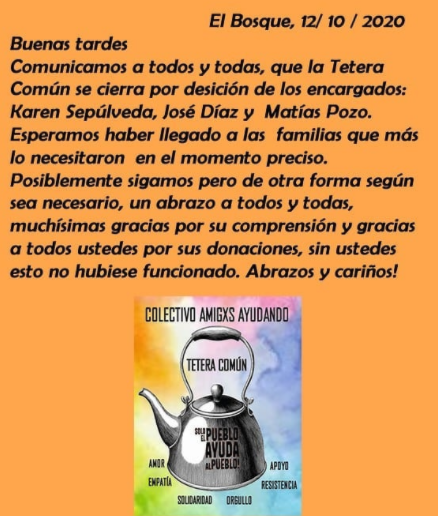 El Bosque, 12/ 10 / 2020
Buenas tardes
Comunicamos a todos y todas, que la Tetera
Común se cierra por desición de los encargados:
Karen Sepúlveda, José Díaz y Matías Pozo.
Esperamos haber llegado a las familias que más
lo necesitaron en el momento preciso.
Posiblemente sigamos pero de otra forma según
sea necesario, un abrazo a todos y todas,
muchísimas gracias por su comprensión y gracias
a todos ustedes por sus donaciones, sin ustedes
esto no hubiese funcionado. Abrazos y cariños!
COLECTIVO AMIGXS AYUDANDO
TETERA COMÚN
SOLO
EL PUEBLO
AYUDA
AL PUEBLO!
AMOR
APOYO
EMPATÍA
RESISTENCIA
SOLIDARIDAD ORGULLO